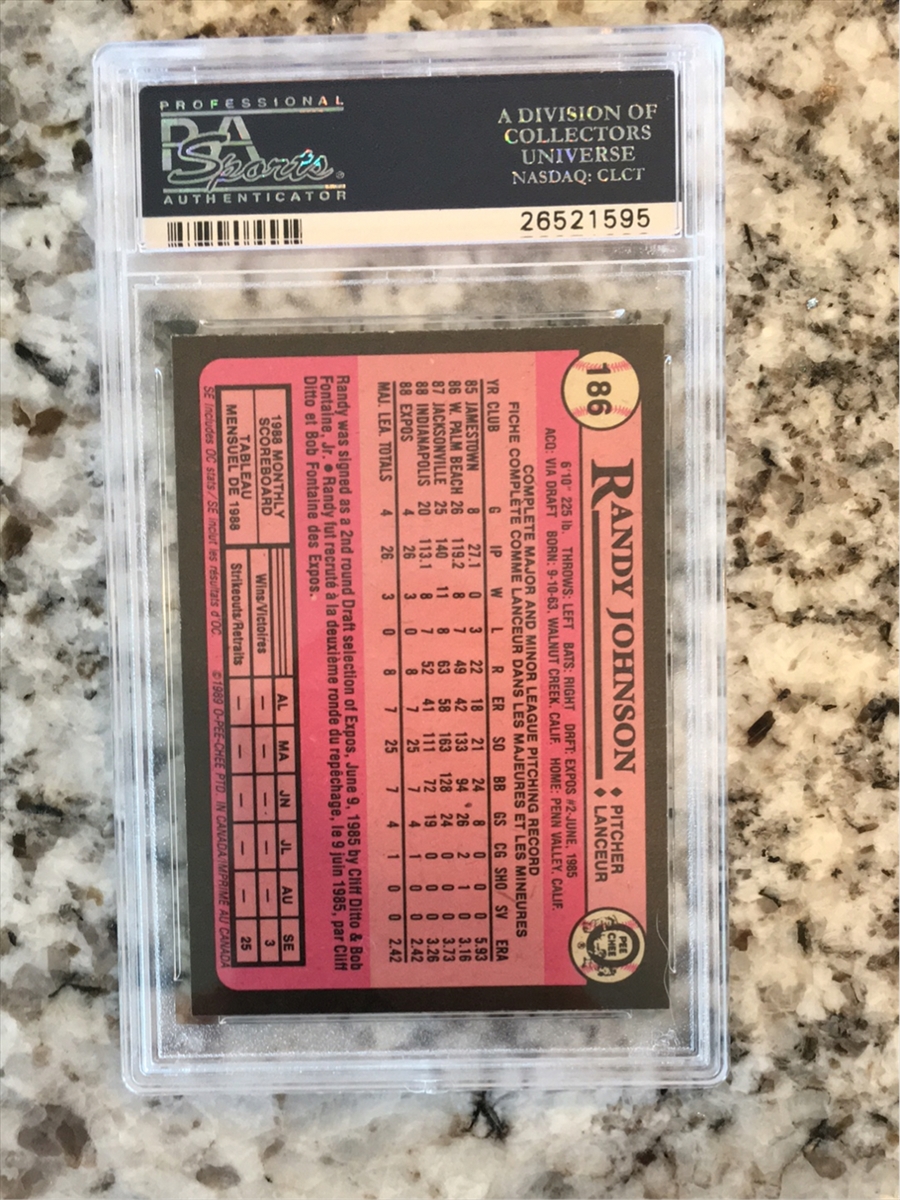 PROFESSIONAL
PSA
Sports®
AUTHENTICATOR
A DIVISION OF
COLLECTORS
UNIVERSE
NASDAQ: CLCT
26521595
186
RANDY JOHNSON
♦ PITCHER
♦ LANCEUR
O PEE CHEE ®
6'10" 225 lb. THROWS: LEFT BATS: RIGHT DRFT: EXPOS #2-JUNE, 1985
ACQ: VIA DRAFT BORN: 9-10-63, WALNUT CREEK, CALIF. HOME: PENN VALLEY, CALIF.
COMPLETE MAJOR AND MINOR LEAGUE PITCHING RECORD
FICHE COMPLÈTE COMME LANCEUR DANS LES MAJEURES ET LES MINEURES
YR CLUB G IP W L R ER SO BB GS CG SHO SV ERA
85 JAMESTOWN 8 27.1 0 3 22 18 21 24 8 0 0 0 5.93
86 W. PALM BEACH 26 119.2 8 7 49 42 133 94 * 26 2 1 0 3.16
87 JACKSONVILLE 25 140 11 8 63 58 163 128 24 0 0 0 3.73
88 INDIANAPOLIS 20 113.1 8 7 52 41 111 72 19 0 0 0 3.26
88 EXPOS 4 26 3 0 8 7 25 7 4 1 0 0 2.42
MAJ. LEA. TOTALS 4 26. 3 0 8 7 25 7 4 1 0 0 2.42
Randy was signed as a 2nd round Draft selection of Expos, June 9, 1985 by Cliff Ditto & Bob
Fontaine, Jr. ● Randy fut recruté à la deuxième ronde du repêchage, le 9 juin 1985, par Cliff
Ditto et Bob Fontaine des Expos.
1988 MONTHLY
SCOREBOARD
TABLEAU
MENSUEL DE 1988
AL MA JN JL AU SE
Wins/Victoires — — — — — 3
Strikeouts/Retraits — — — — — 25
SE includes OC stats/SE inclut les résultats d'OC.
©1989 O-PEE-CHEE PTD. IN CANADA/IMPRIMÉ AU CANADA